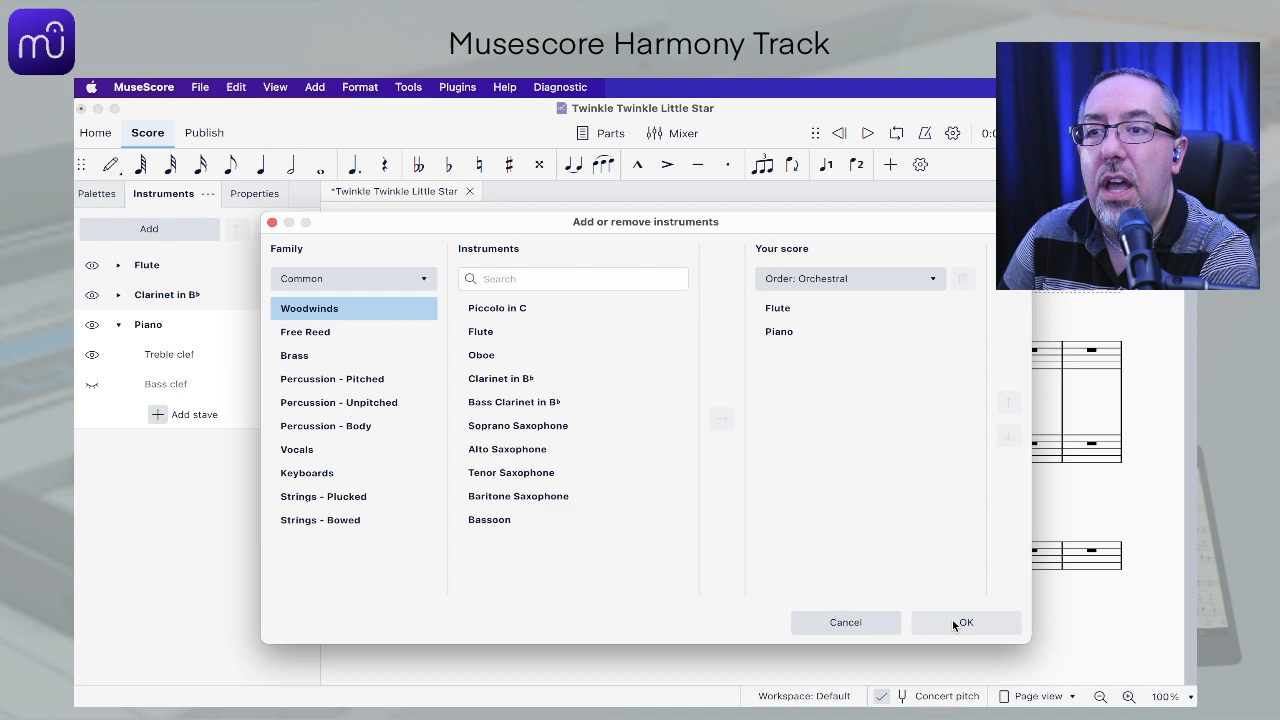 Musescore Harmony Track
MuseScore File Edit View Add Format Tools Plugins Help Diagnostic
Twinkle Twinkle Little Star
Home Score Publish Parts Mixer
Palettes Instruments Properties *Twinkle Twinkle Little Star
Add
Flute
Clarinet in B♭
Piano
Treble clef
Bass clef
Add stave
Add or remove instruments
Family
Common
Woodwinds
Free Reed
Brass
Percussion - Pitched
Percussion - Unpitched
Percussion - Body
Vocals
Keyboards
Strings - Plucked
Strings - Bowed
Instruments
Search
Piccolo in C
Flute
Oboe
Clarinet in B♭
Bass Clarinet in B♭
Soprano Saxophone
Alto Saxophone
Tenor Saxophone
Baritone Saxophone
Bassoon
Your score
Order: Orchestral
Flute
Piano
Cancel OK
Workspace: Default Concert pitch Page view 100%